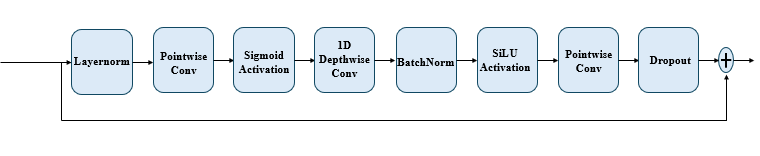 Layernorm
Pointwise
Conv
Sigmoid
Activation
1D
Depthwise
Conv
BatchNorm
SiLU
Activation
Pointwise
Conv
Dropout
+